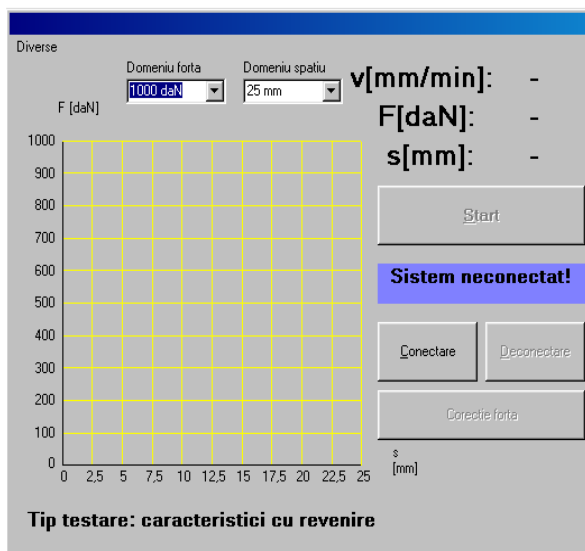 Diverse
Domeniu forta
Domeniu spatiu
1000 daN
25 mm
v[mm/min]: -
F [daN]
F[daN]: -
s[mm]: -
1000
900
800
700
600
500
400
300
200
100
0
0 2,5 5 7,5 10 12,5 15 17,5 20 22,5 25
Start
Sistem neconectat!
Conectare
Deconectare
Corectie forta
s
[mm]
Tip testare: caracteristici cu revenire